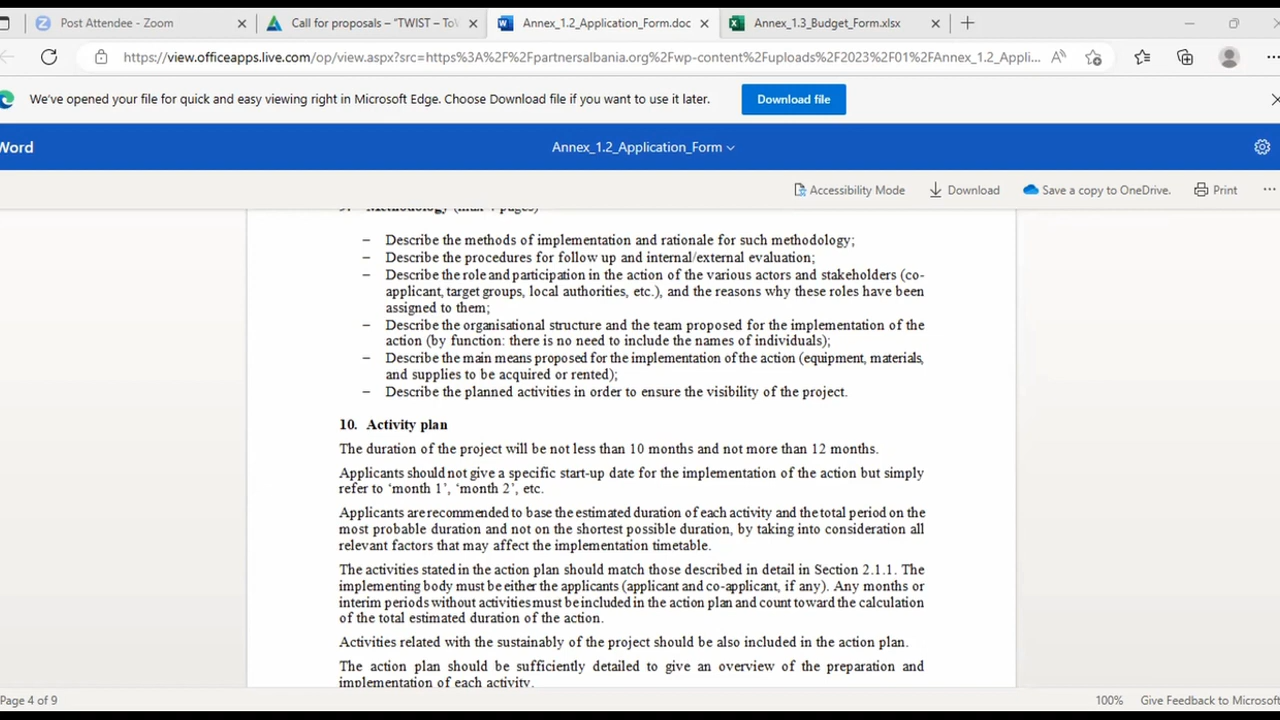 Post Attendee - Zoom
Call for proposals – “TWIST – ToW
Annex_1.2_Application_Form.doc
Annex_1.3_Budget_Form.xlsx
https://view.officeapps.live.com/op/view.aspx?src=https%3A%2F%2Fpartnersalbania.org%2Fwp-content%2Fuploads%2F2023%2F01%2FAnnex_1.2_Appli...
We've opened your file for quick and easy viewing right in Microsoft Edge. Choose Download file if you want to use it later.
Download file
Word
Annex_1.2_Application_Form
Accessibility Mode
Download
Save a copy to OneDrive.
Print
9. Methodology (max 4 pages)
– Describe the methods of implementation and rationale for such methodology;
– Describe the procedures for follow up and internal/external evaluation;
– Describe the role and participation in the action of the various actors and stakeholders (co-
applicant, target groups, local authorities, etc.), and the reasons why these roles have been
assigned to them;
– Describe the organisational structure and the team proposed for the implementation of the
action (by function: there is no need to include the names of individuals);
– Describe the main means proposed for the implementation of the action (equipment, materials,
and supplies to be acquired or rented);
– Describe the planned activities in order to ensure the visibility of the project.
10. Activity plan
The duration of the project will be not less than 10 months and not more than 12 months.
Applicants should not give a specific start-up date for the implementation of the action but simply
refer to ‘month 1’, ‘month 2’, etc.
Applicants are recommended to base the estimated duration of each activity and the total period on the
most probable duration and not on the shortest possible duration, by taking into consideration all
relevant factors that may affect the implementation timetable.
The activities stated in the action plan should match those described in detail in Section 2.1.1. The
implementing body must be either the applicants (applicant and co-applicant, if any). Any months or
interim periods without activities must be included in the action plan and count toward the calculation
of the total estimated duration of the action.
Activities related with the sustainably of the project should be also included in the action plan.
The action plan should be sufficiently detailed to give an overview of the preparation and
implementation of each activity.
Page 4 of 9
100%
Give Feedback to Microsoft